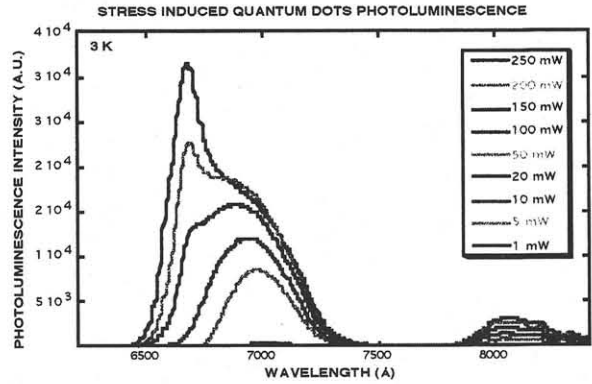 STRESS INDUCED QUANTUM DOTS PHOTOLUMINESCENCE
PHOTOLUMINESCENCE INTENSITY (A.U.)
4 10⁴
3 10⁴
3 10⁴
2 10⁴
2 10⁴
1 10⁴
5 10³
3 K
250 mW
200 mW
150 mW
100 mW
50 mW
20 mW
10 mW
5 mW
1 mW
6500 7000 7500 8000
WAVELENGTH (Å)